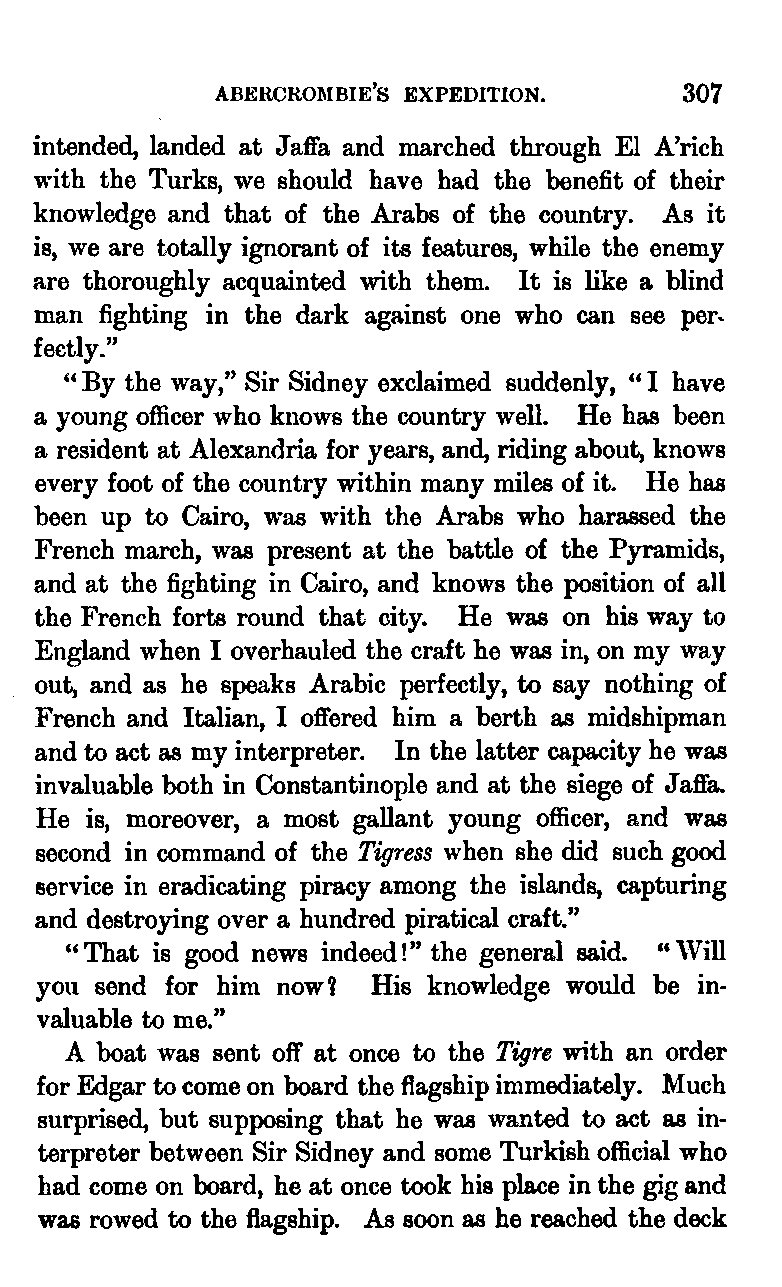 ABERCROMBIE'S EXPEDITION. 307
intended, landed at Jaffa and marched through El A'rich
with the Turks, we should have had the benefit of their
knowledge and that of the Arabs of the country. As it
is, we are totally ignorant of its features, while the enemy
are thoroughly acquainted with them. It is like a blind
man fighting in the dark against one who can see per-
fectly."
"By the way," Sir Sidney exclaimed suddenly, "I have
a young officer who knows the country well. He has been
a resident at Alexandria for years, and, riding about, knows
every foot of the country within many miles of it. He has
been up to Cairo, was with the Arabs who harassed the
French march, was present at the battle of the Pyramids,
and at the fighting in Cairo, and knows the position of all
the French forts round that city. He was on his way to
England when I overhauled the craft he was in, on my way
out, and as he speaks Arabic perfectly, to say nothing of
French and Italian, I offered him a berth as midshipman
and to act as my interpreter. In the latter capacity he was
invaluable both in Constantinople and at the siege of Jaffa.
He is, moreover, a most gallant young officer, and was
second in command of the Tigress when she did such good
service in eradicating piracy among the islands, capturing
and destroying over a hundred piratical craft."
"That is good news indeed!" the general said. "Will
you send for him now? His knowledge would be in-
valuable to me."
A boat was sent off at once to the Tigre with an order
for Edgar to come on board the flagship immediately. Much
surprised, but supposing that he was wanted to act as in-
terpreter between Sir Sidney and some Turkish official who
had come on board, he at once took his place in the gig and
was rowed to the flagship. As soon as he reached the deck